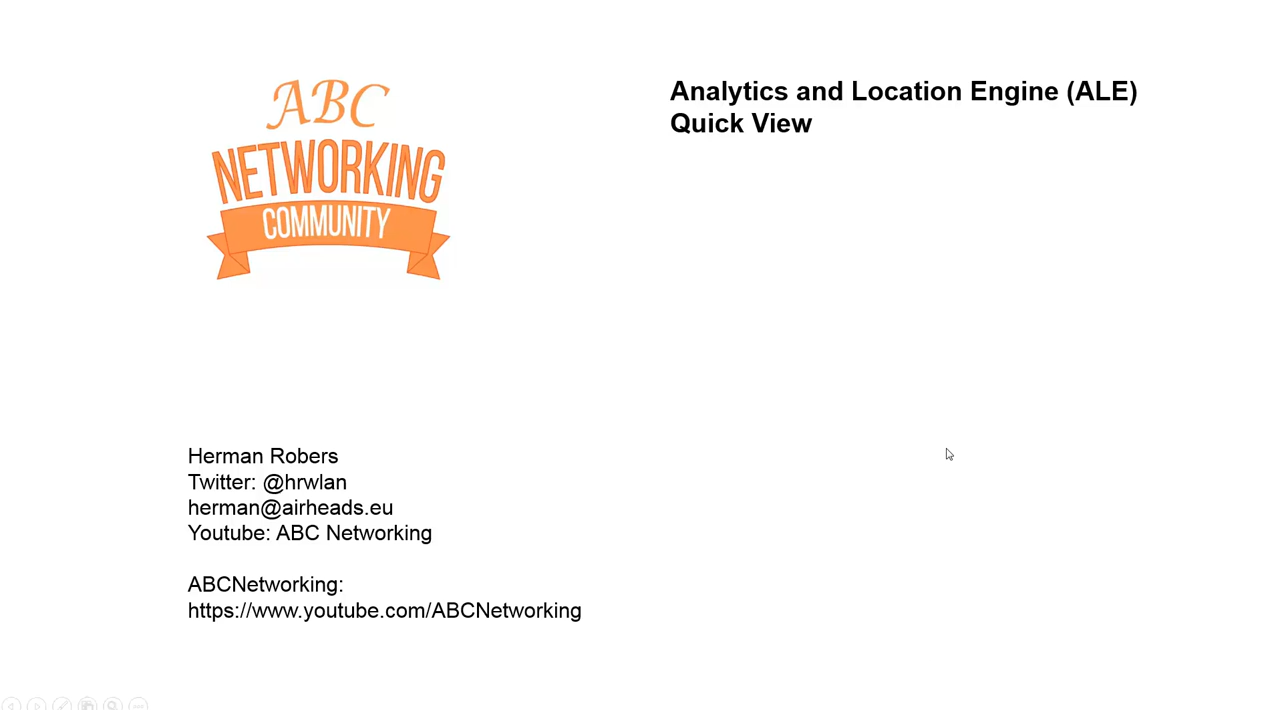 ABC
NETWORKING
COMMUNITY
Analytics and Location Engine (ALE)
Quick View
Herman Robers
Twitter: @hrwlan
herman@airheads.eu
Youtube: ABC Networking
ABCNetworking:
https://www.youtube.com/ABCNetworking